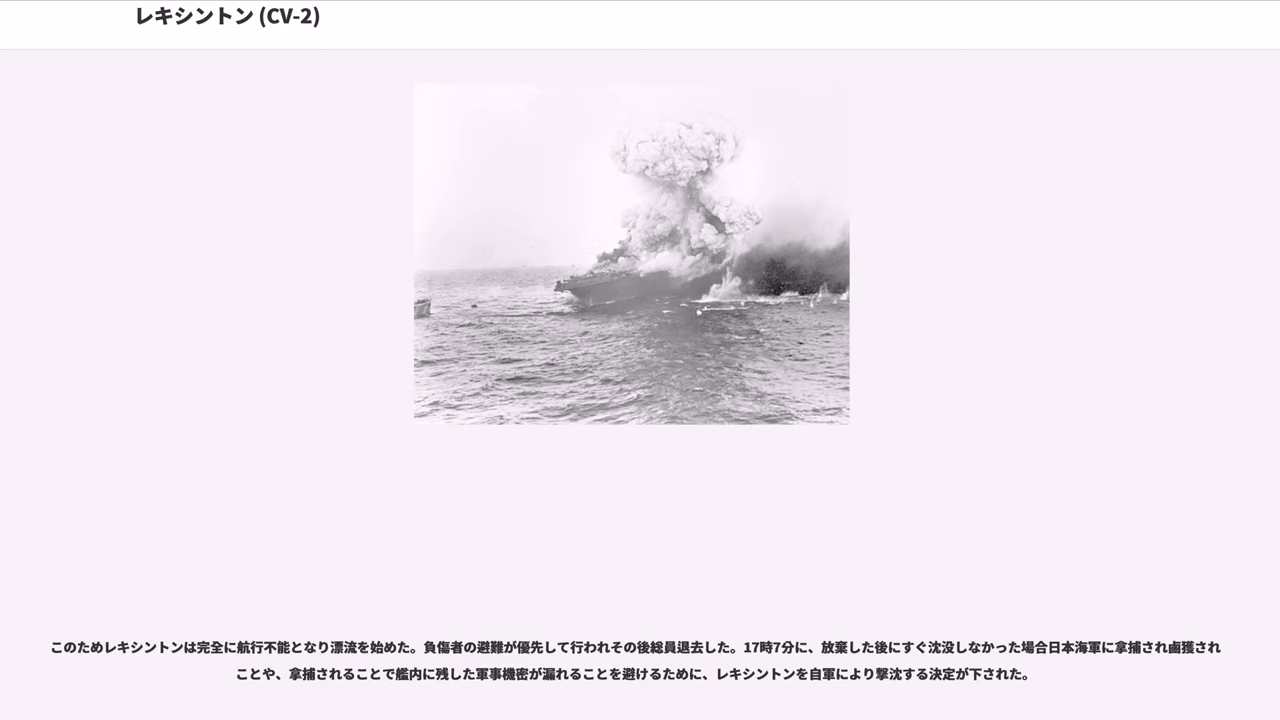 レキシントン (CV-2)
このためレキシントンは完全に航行不能となり漂流を始めた。負傷者の避難が優先して行われその後総員退去した。17時7分に、放棄した後にすぐ沈没しなかった場合日本海軍に拿捕され鹵獲され
ことや、拿捕されることで艦内に残した軍事機密が漏れることを避けるために、レキシントンを自軍により撃沈する決定が下された。